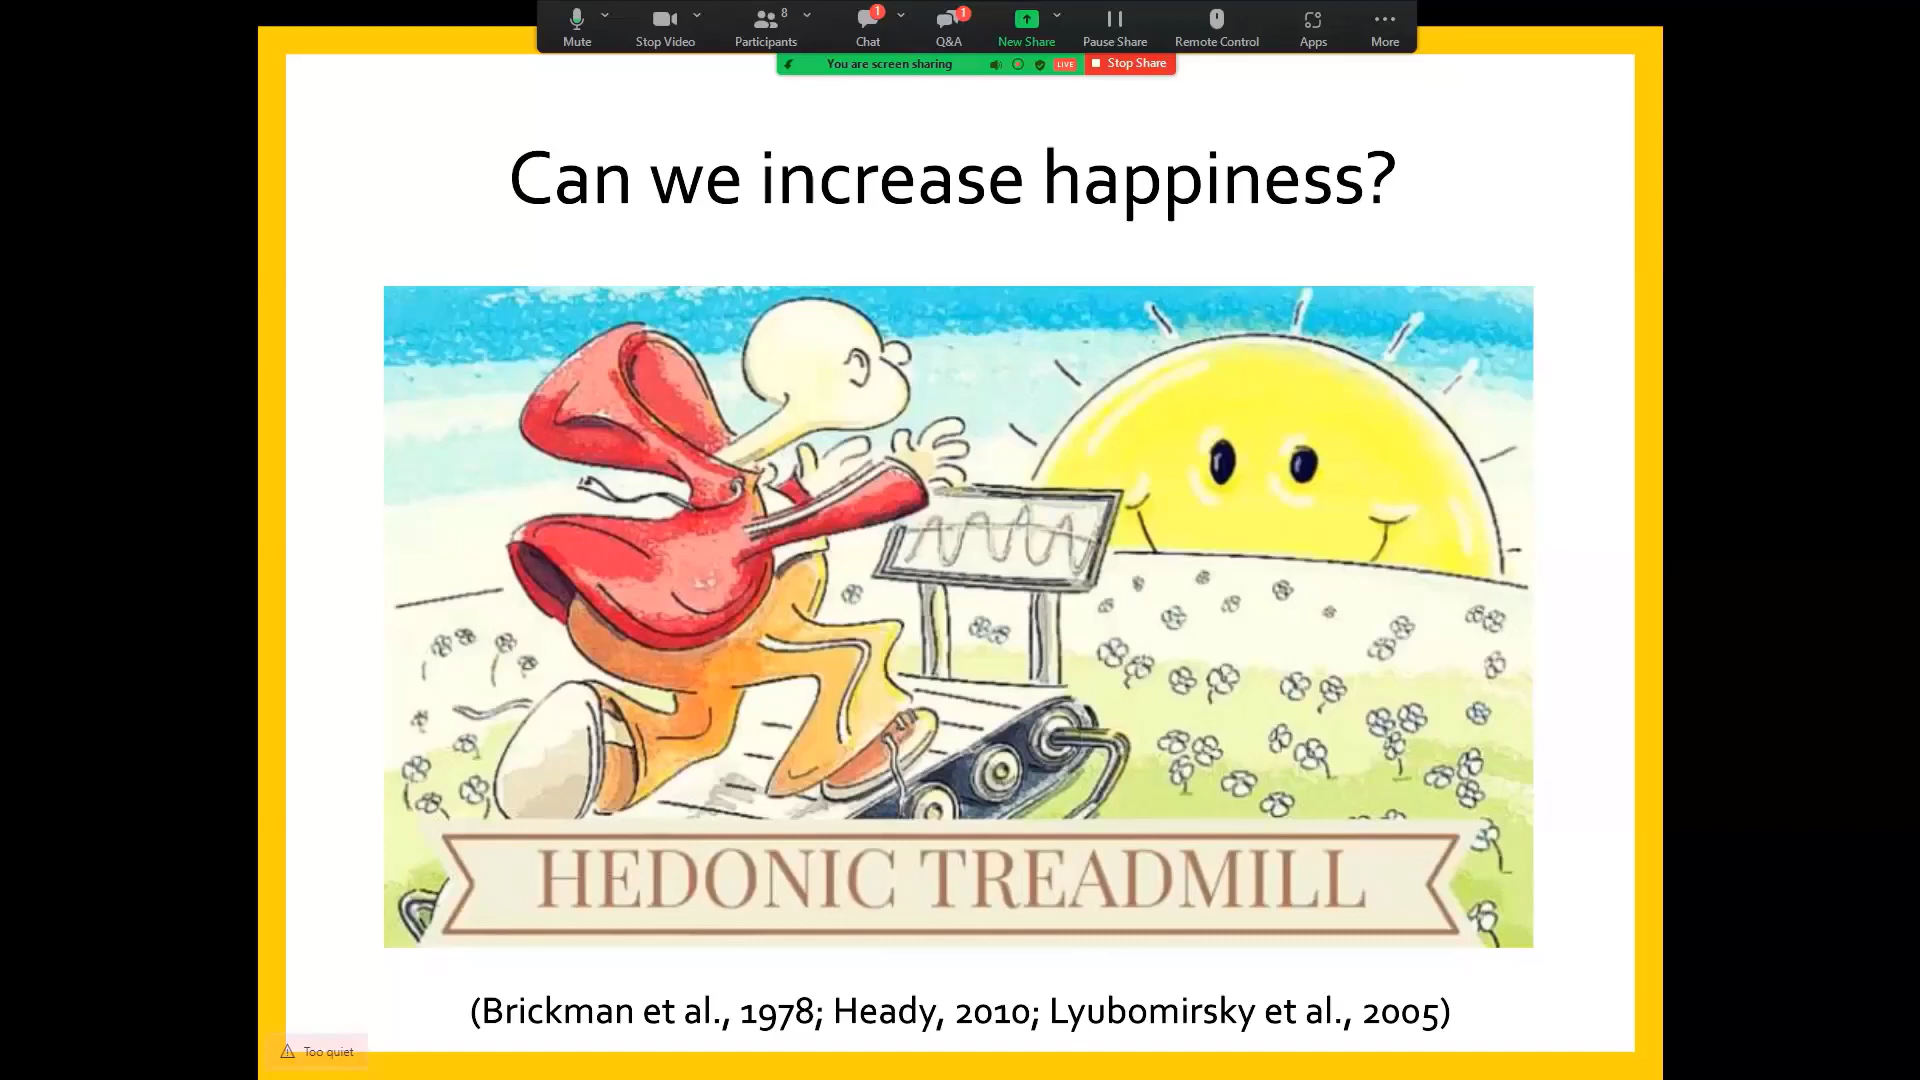 8
1
1
Mute
Stop Video
Participants
Chat
Q&A
New Share
Pause Share
Remote Control
Apps
More
You are screen sharing
LIVE
Stop Share
Can we increase happiness?
HEDONIC TREADMILL
(Brickman et al., 1978; Heady, 2010; Lyubomirsky et al., 2005)
Too quiet